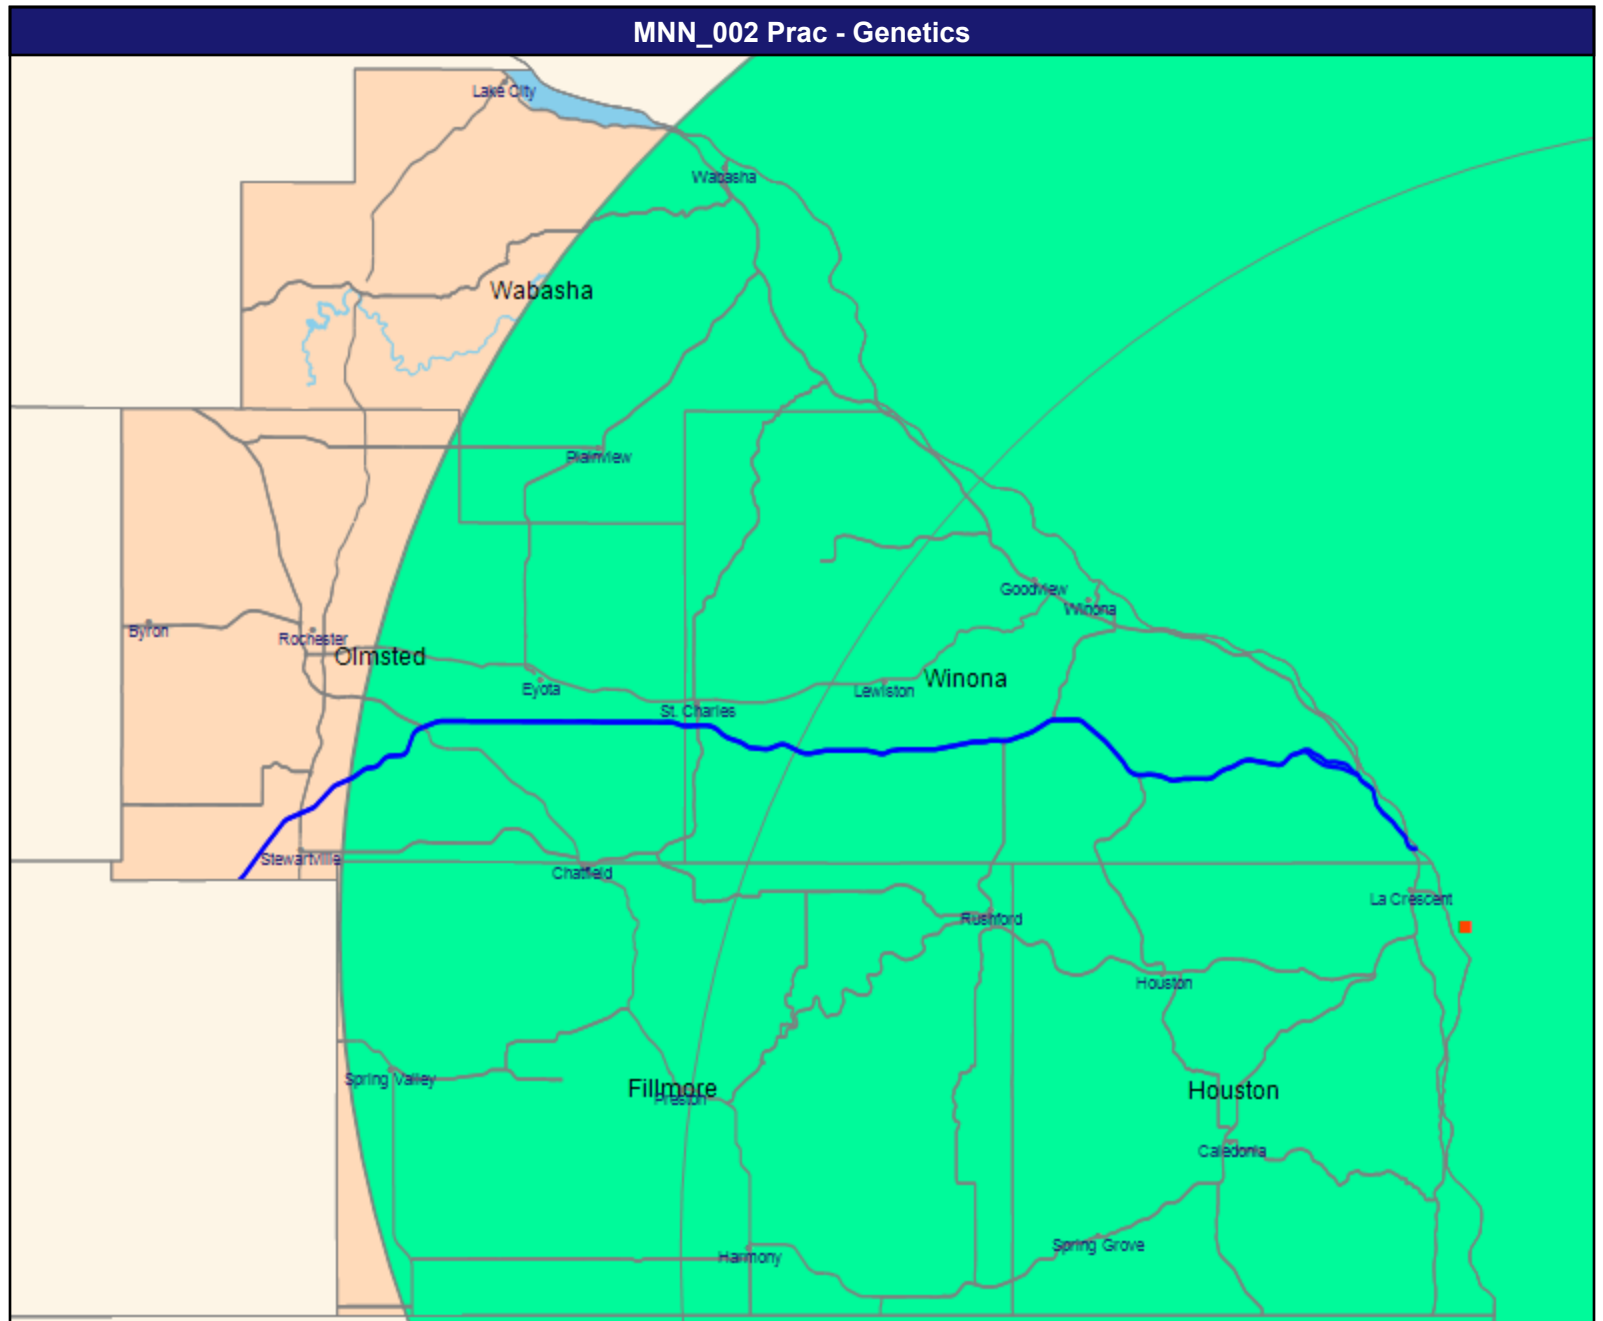 MNN_002 Prac - Genetics
Lake City
Wabasha
Wabasha
Plainview
Goodview
Winona
Byron
Rochester
Olmsted
Winona
Eyota
Lewiston
St. Charles
Stewartville
Chatfield
La Crescent
Rushford
Houston
Spring Valley
Fillmore
Preston
Houston
Caledonia
Spring Grove
Harmony